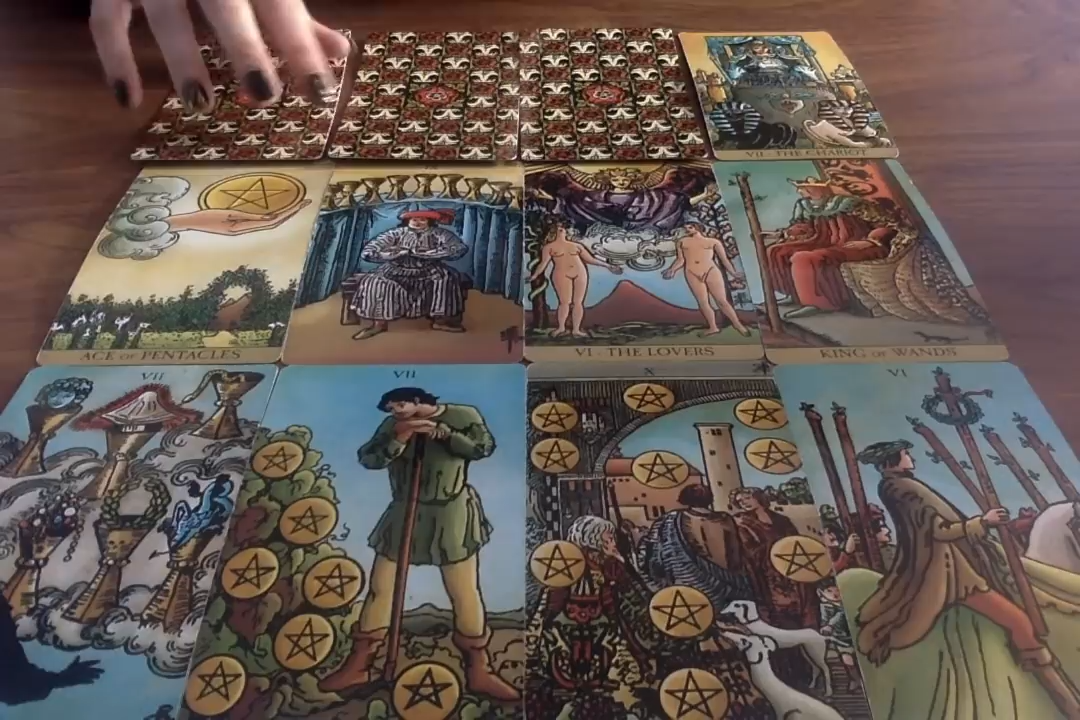 VII · THE CHARIOT
ACE OF PENTACLES
VI · THE LOVERS
KING OF WANDS
VII
VII
X
VI